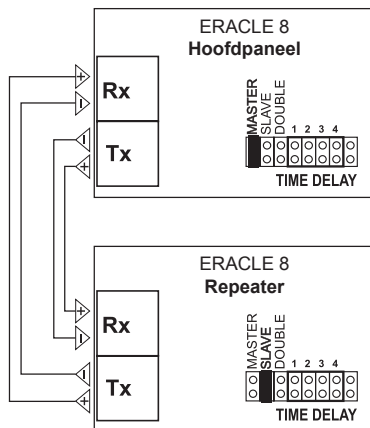 ERACLE 8
Hoofdpaneel
+
Rx
−
−
Tx
+
MASTER
SLAVE
DOUBLE
1 2 3 4
TIME DELAY
ERACLE 8
Repeater
+
Rx
−
−
Tx
+
MASTER
SLAVE
DOUBLE
1 2 3 4
TIME DELAY